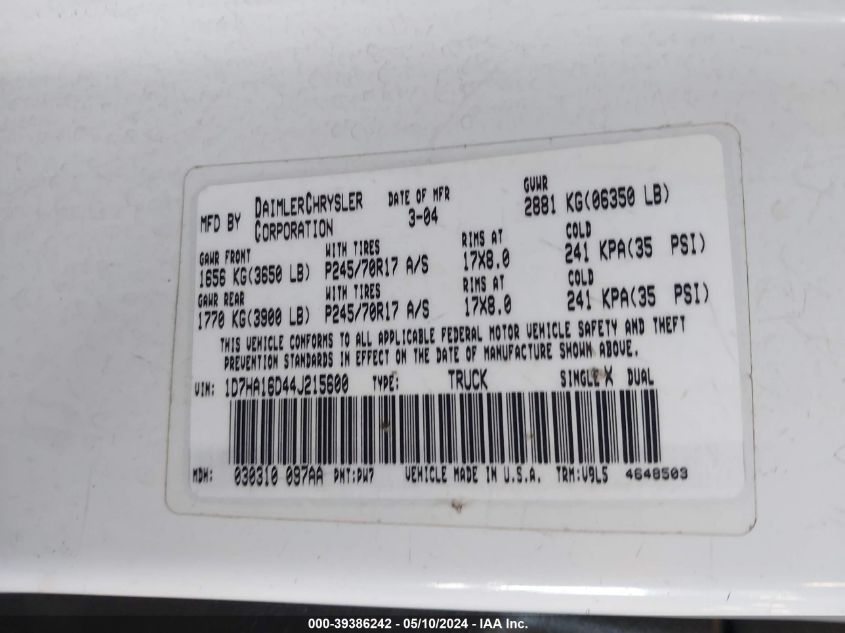 MFD BY DAIMLERCHRYSLER CORPORATION DATE OF MFR 3-04 GVWR 2881 KG(06350 LB)
GAWR FRONT WITH TIRES RIMS AT COLD
1656 KG(3650 LB) P245/70R17 A/S 17X8.0 241 KPA(35 PSI)
GAWR REAR WITH TIRES RIMS AT COLD
1770 KG(3900 LB) P245/70R17 A/S 17X8.0 241 KPA(35 PSI)
THIS VEHICLE CONFORMS TO ALL APPLICABLE FEDERAL MOTOR VEHICLE SAFETY AND THEFT
PREVENTION STANDARDS IN EFFECT ON THE DATE OF MANUFACTURE SHOWN ABOVE.
VIN: 1D7HA16D44J215600 TYPE: TRUCK SINGLE X DUAL
MDH: 030310 097AA PNT:PW7 VEHICLE MADE IN U.S.A. TRM:V9L5 4648503
000-39386242 - 05/10/2024 - IAA Inc.